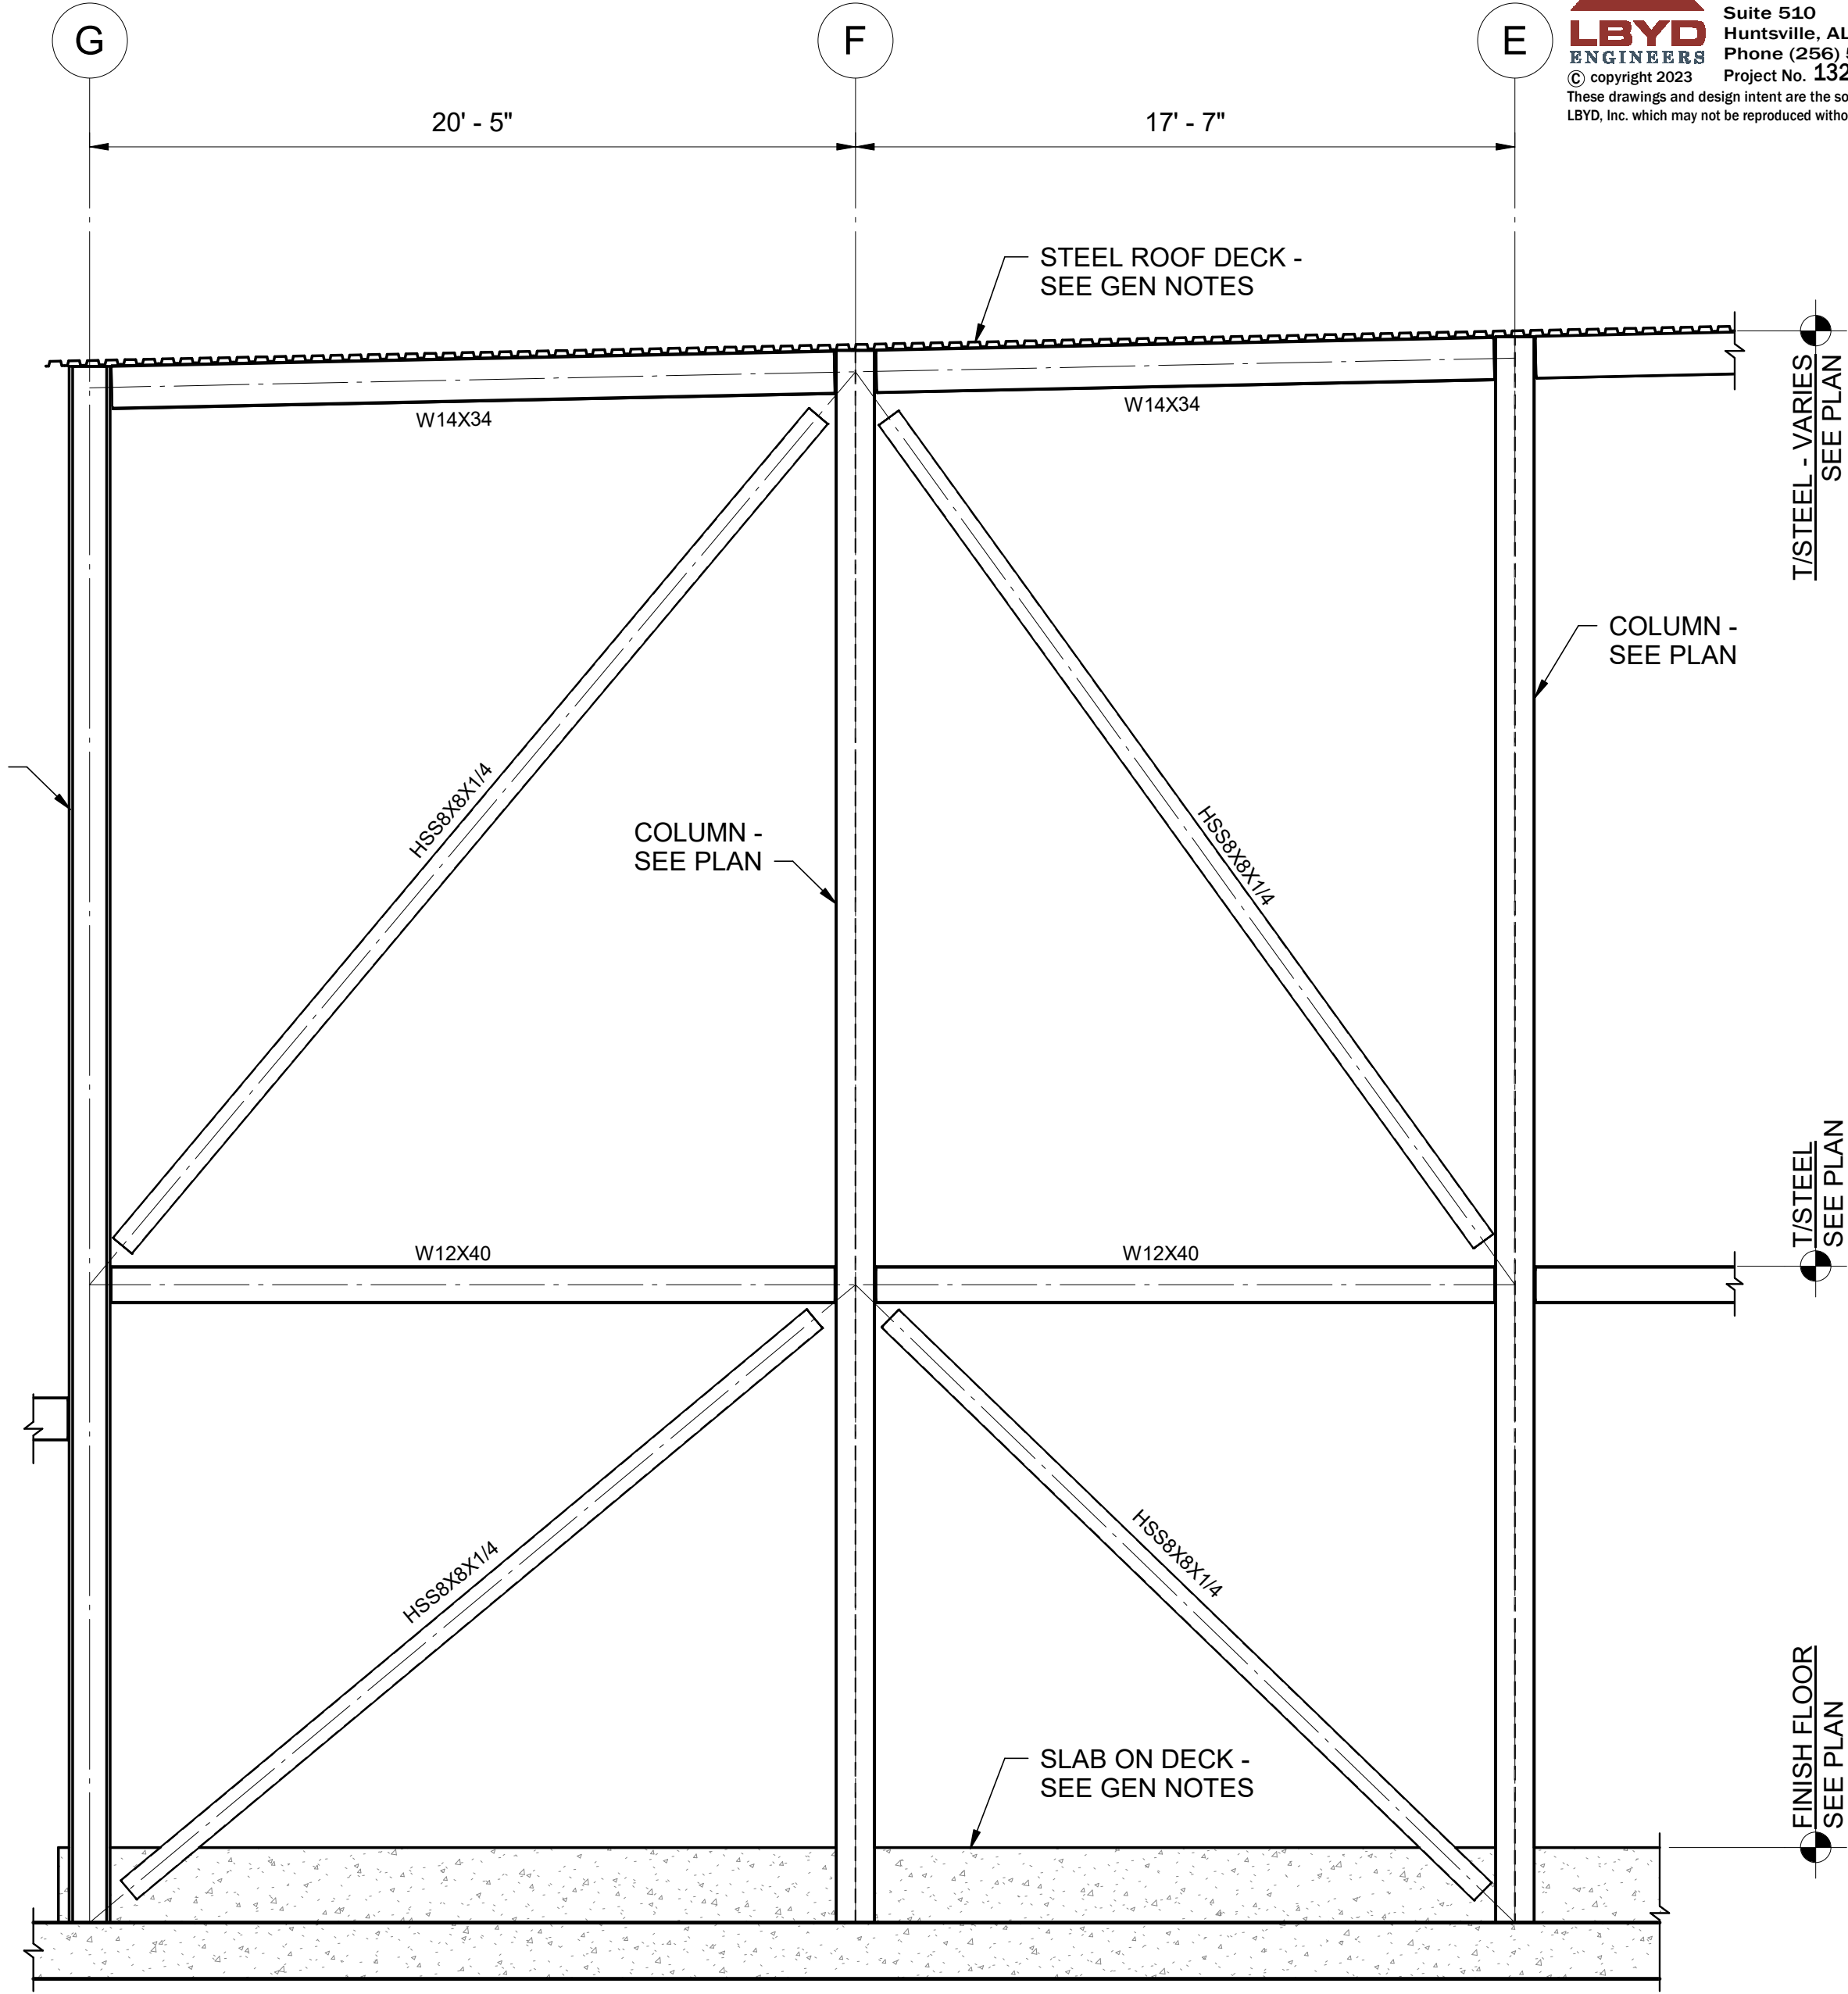 G
F
E
LBYD
ENGINEERS
© copyright 2023
Suite 510
Huntsville, AL
Phone (256)
Project No. 132
These drawings and design intent are the so
LBYD, Inc. which may not be reproduced witho
20' - 5"
17' - 7"
STEEL ROOF DECK -
SEE GEN NOTES
W14X34
W14X34
T/STEEL - VARIES
SEE PLAN
COLUMN -
SEE PLAN
HSS8X8X1/4
HSS8X8X1/4
COLUMN -
SEE PLAN
W12X40
W12X40
T/STEEL
SEE PLAN
HSS8X8X1/4
HSS8X8X1/4
SLAB ON DECK -
SEE GEN NOTES
FINISH FLOOR
SEE PLAN